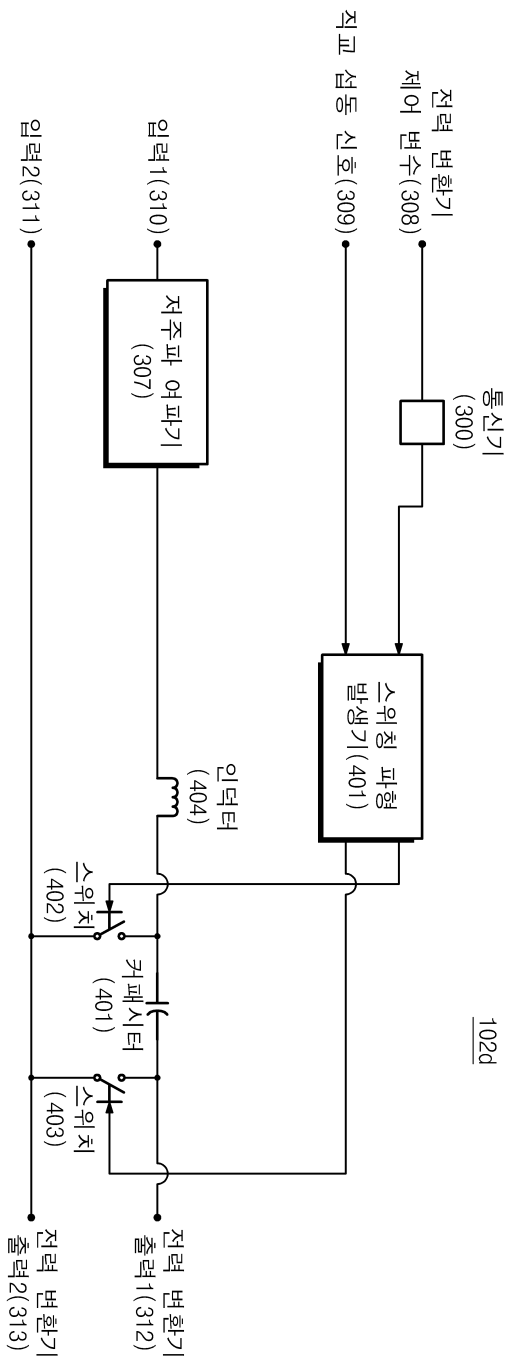 102d
전력 변환기
제어 변수(308)
직교 섭동 신호(309)
입력1(310)
입력2(311)
통신기
(300)
저주파 여파기
(307)
스위칭 파형
발생기(401)
인덕터
(404)
스위치
(402)
커패시터
(401)
스위치
(403)
전력 변환기
출력1(312)
전력 변환기
출력2(313)